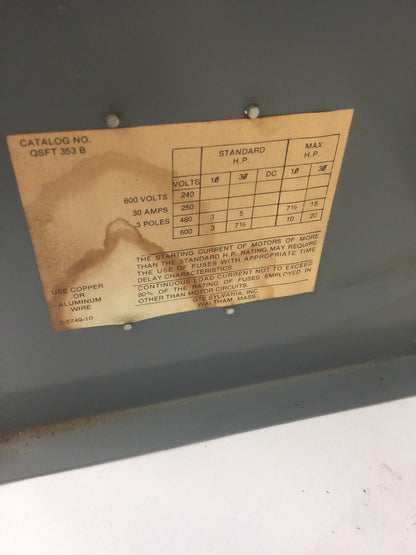 CATALOG NO.
QSFT 353 B
600 VOLTS
30 AMPS
3 POLES
STANDARD H.P. MAX H.P.
VOLTS 1Ø 3Ø DC 1Ø 3Ø
240
250
480 3 5 7½ 15
600 3 7½ 10 20
THE STARTING CURRENT OF MOTORS OF MORE
THAN THE STANDARD H.P. RATING MAY REQUIRE
THE USE OF FUSES WITH APPROPRIATE TIME
DELAY CHARACTERISTICS.
CONTINUOUS LOAD CURRENT NOT TO EXCEED
80% OF THE RATING OF FUSES EMPLOYED IN
OTHER THAN MOTOR CIRCUITS.
GTE SYLVANIA, INC.
WALTHAM, MASS.
USE COPPER
OR
ALUMINUM
WIRE
2-5749-10